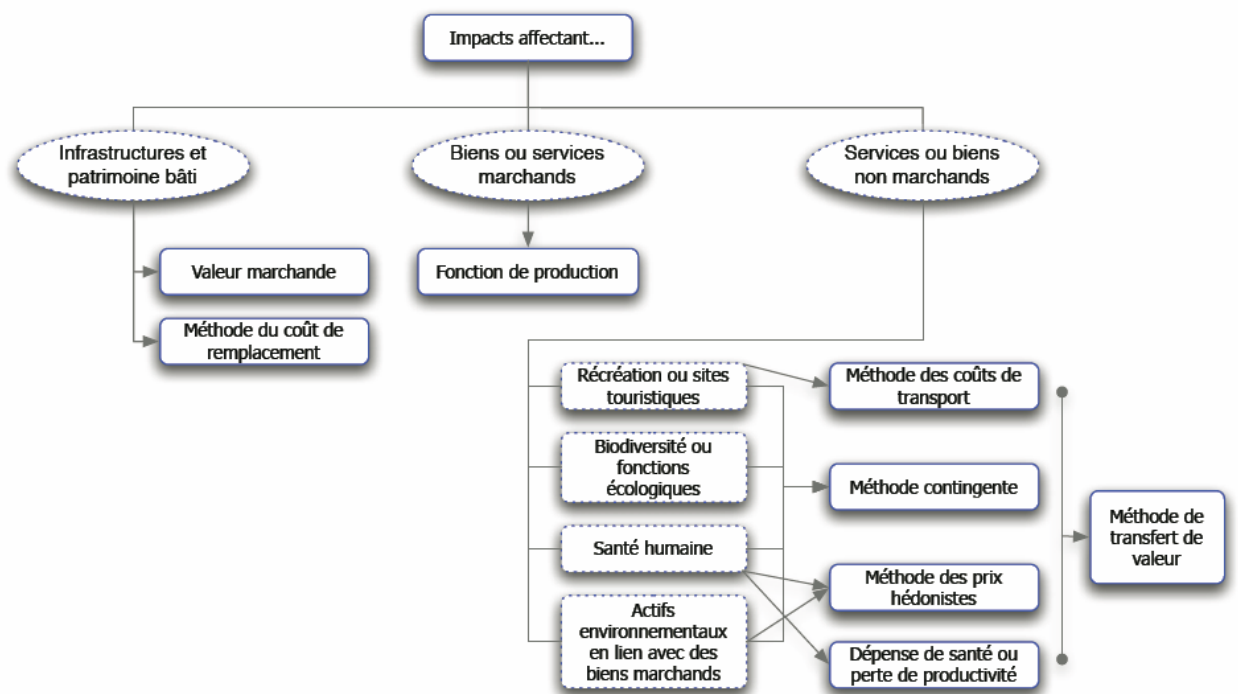 Impacts affectant...
Infrastructures et
patrimoine bâti
Biens ou services
marchands
Services ou biens
non marchands
Valeur marchande
Fonction de production
Méthode du coût de
remplacement
Récréation ou sites
touristiques
Méthode des coûts de
transport
Biodiversité ou
fonctions
écologiques
Méthode contingente
Méthode de
transfert de
valeur
Santé humaine
Méthode des prix
hédonistes
Actifs
environnementaux
en lien avec des
biens marchands
Dépense de santé ou
perte de productivité